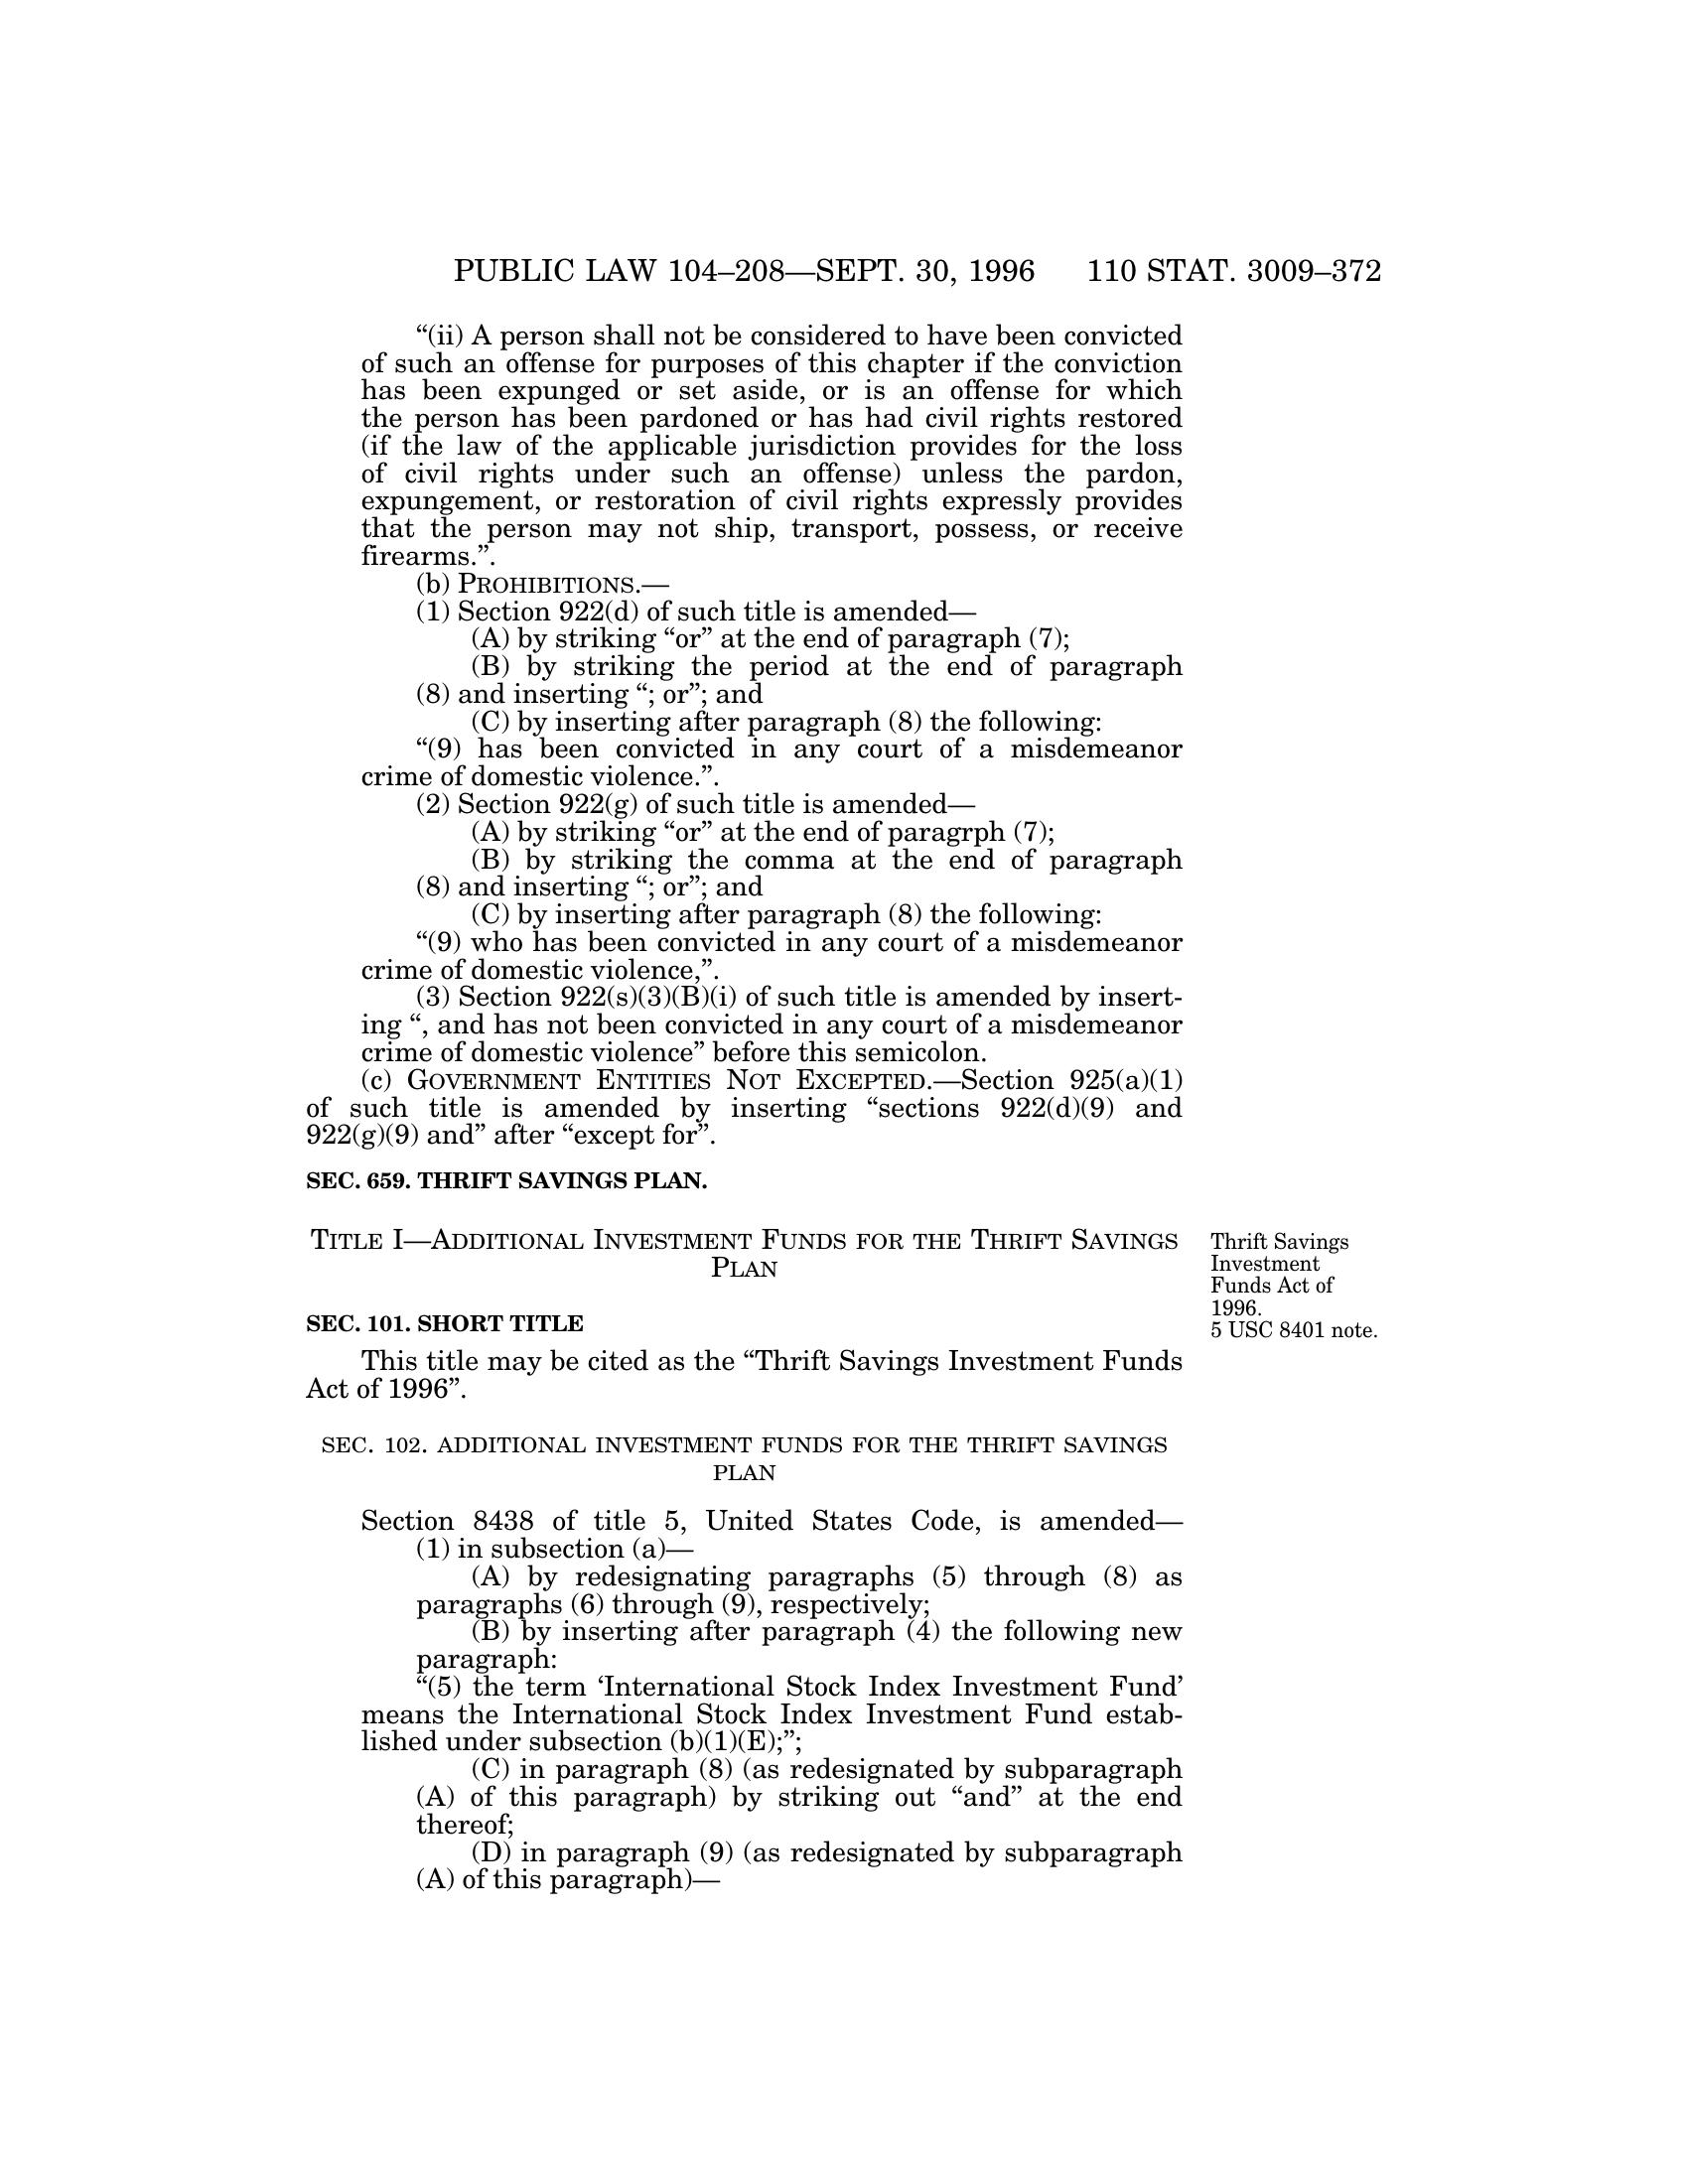 PUBLIC LAW 104–208—SEPT. 30, 1996 110 STAT. 3009–372
“(ii) A person shall not be considered to have been convicted
of such an offense for purposes of this chapter if the conviction
has been expunged or set aside, or is an offense for which
the person has been pardoned or has had civil rights restored
(if the law of the applicable jurisdiction provides for the loss
of civil rights under such an offense) unless the pardon,
expungement, or restoration of civil rights expressly provides
that the person may not ship, transport, possess, or receive
firearms.”.
(b) PROHIBITIONS.—
(1) Section 922(d) of such title is amended—
(A) by striking “or” at the end of paragraph (7);
(B) by striking the period at the end of paragraph
(8) and inserting “; or”; and
(C) by inserting after paragraph (8) the following:
“(9) has been convicted in any court of a misdemeanor
crime of domestic violence.”.
(2) Section 922(g) of such title is amended—
(A) by striking “or” at the end of paragrph (7);
(B) by striking the comma at the end of paragraph
(8) and inserting “; or”; and
(C) by inserting after paragraph (8) the following:
“(9) who has been convicted in any court of a misdemeanor
crime of domestic violence,”.
(3) Section 922(s)(3)(B)(i) of such title is amended by insert-
ing “, and has not been convicted in any court of a misdemeanor
crime of domestic violence” before this semicolon.
(c) GOVERNMENT ENTITIES NOT EXCEPTED.—Section 925(a)(1)
of such title is amended by inserting “sections 922(d)(9) and
922(g)(9) and” after “except for”.
SEC. 659. THRIFT SAVINGS PLAN.
TITLE I—ADDITIONAL INVESTMENT FUNDS FOR THE THRIFT SAVINGS
PLAN
Thrift Savings
Investment
Funds Act of
1996.
5 USC 8401 note.
SEC. 101. SHORT TITLE
This title may be cited as the “Thrift Savings Investment Funds
Act of 1996”.
SEC. 102. ADDITIONAL INVESTMENT FUNDS FOR THE THRIFT SAVINGS
PLAN
Section 8438 of title 5, United States Code, is amended—
(1) in subsection (a)—
(A) by redesignating paragraphs (5) through (8) as
paragraphs (6) through (9), respectively;
(B) by inserting after paragraph (4) the following new
paragraph:
“(5) the term ‘International Stock Index Investment Fund’
means the International Stock Index Investment Fund estab-
lished under subsection (b)(1)(E);”;
(C) in paragraph (8) (as redesignated by subparagraph
(A) of this paragraph) by striking out “and” at the end
thereof;
(D) in paragraph (9) (as redesignated by subparagraph
(A) of this paragraph)—